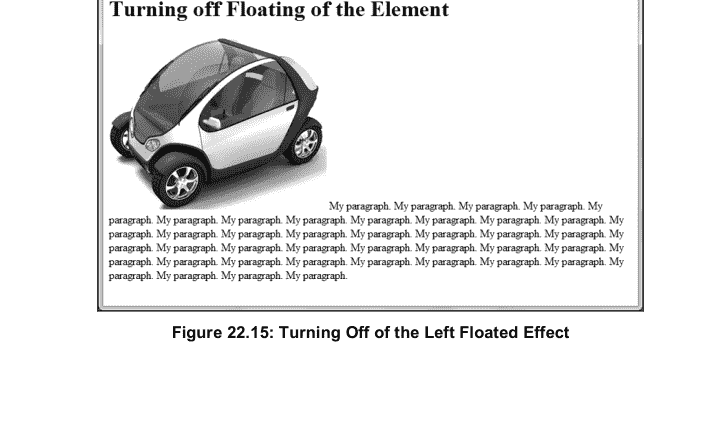 Turning off Floating of the Element
My paragraph. My paragraph. My paragraph. My paragraph. My
paragraph. My paragraph. My paragraph. My paragraph. My paragraph. My paragraph. My paragraph. My paragraph. My
paragraph. My paragraph. My paragraph. My paragraph. My paragraph. My paragraph. My paragraph. My paragraph. My
paragraph. My paragraph. My paragraph. My paragraph. My paragraph. My paragraph. My paragraph. My paragraph. My
paragraph. My paragraph. My paragraph. My paragraph. My paragraph. My paragraph. My paragraph. My paragraph. My
paragraph. My paragraph. My paragraph. My paragraph.
Figure 22.15: Turning Off of the Left Floated Effect